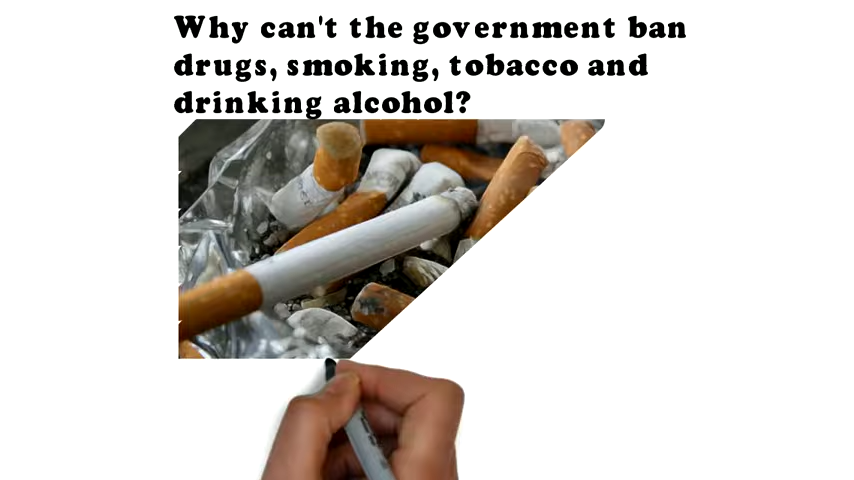 Why can't the government ban
drugs, smoking, tobacco and
drinking alcohol?